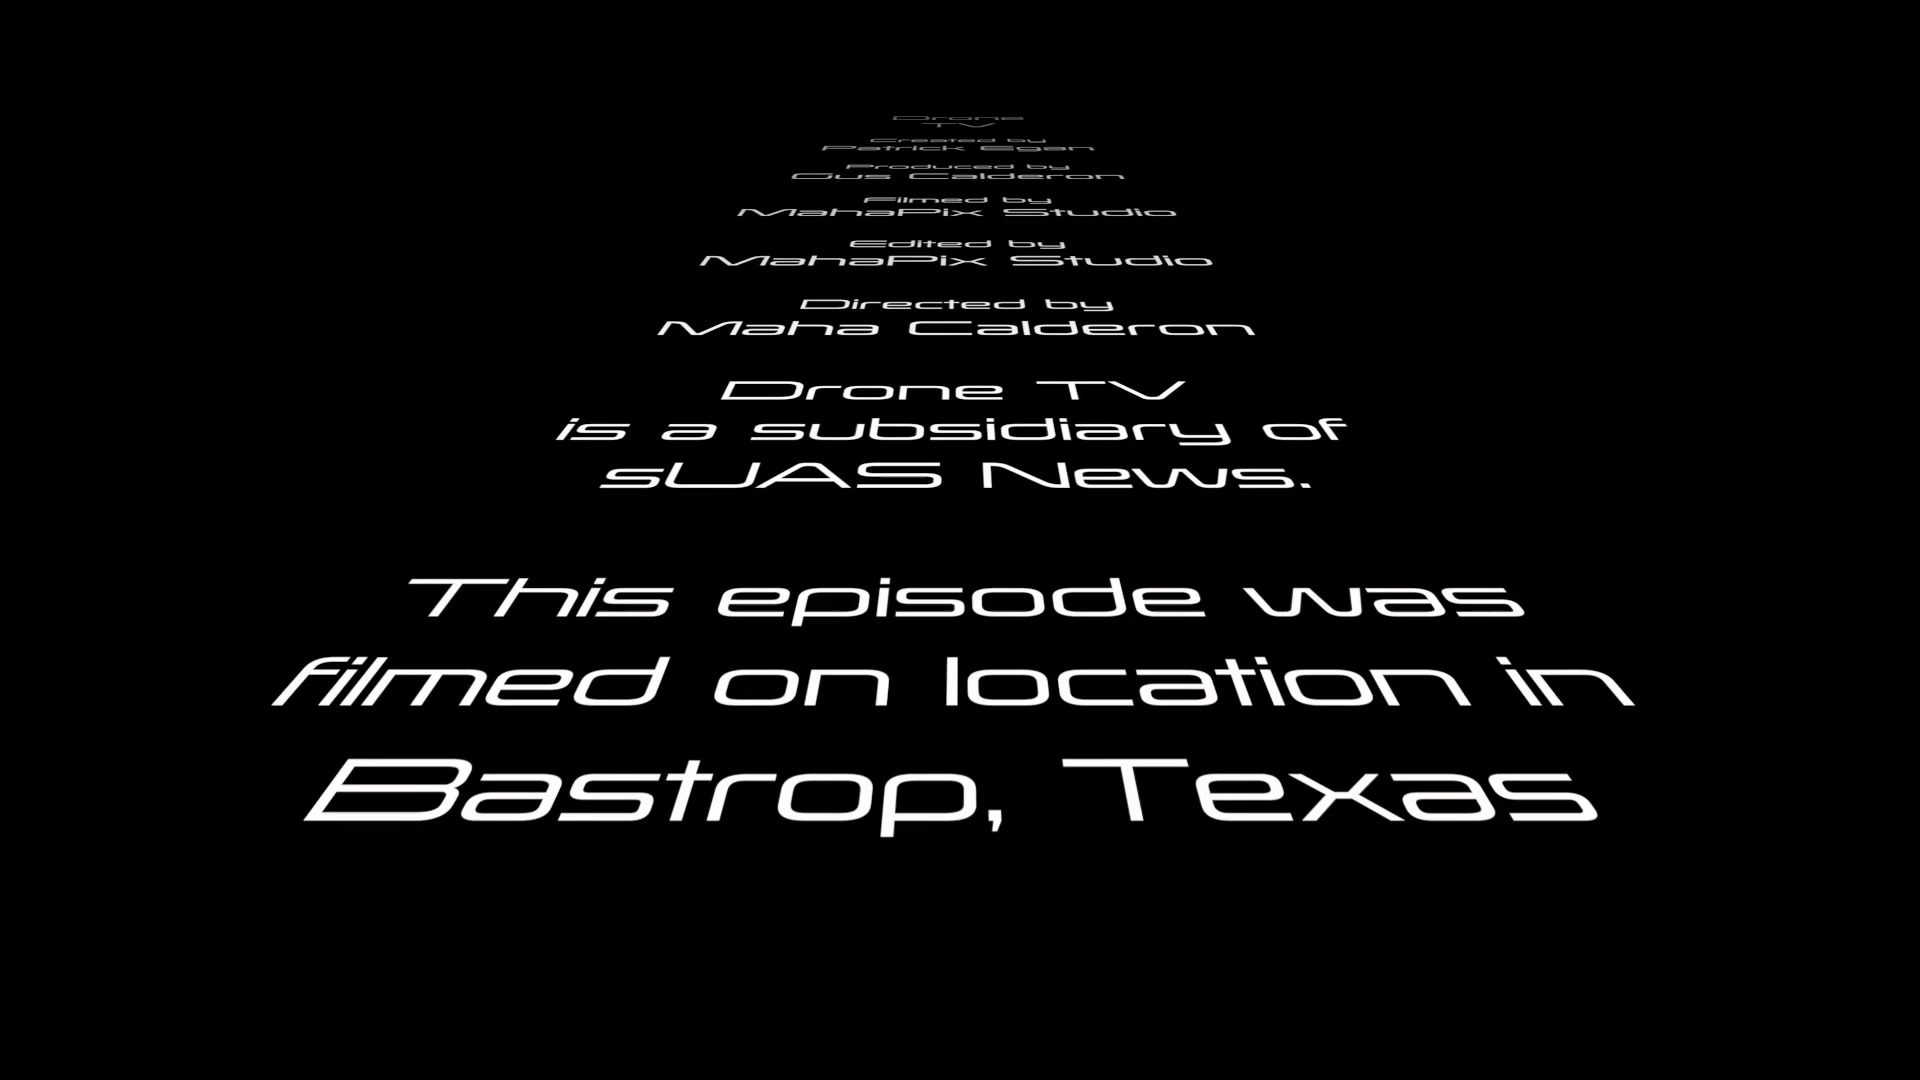 Drone
TV
Created by
Patrick Egan
Produced by
Gus Calderon
Filmed by
MahaPix Studio
Edited by
MahaPix Studio
Directed by
Maha Calderon
Drone TV
is a subsidiary of
sUAS News.
This episode was
filmed on location in
Bastrop, Texas